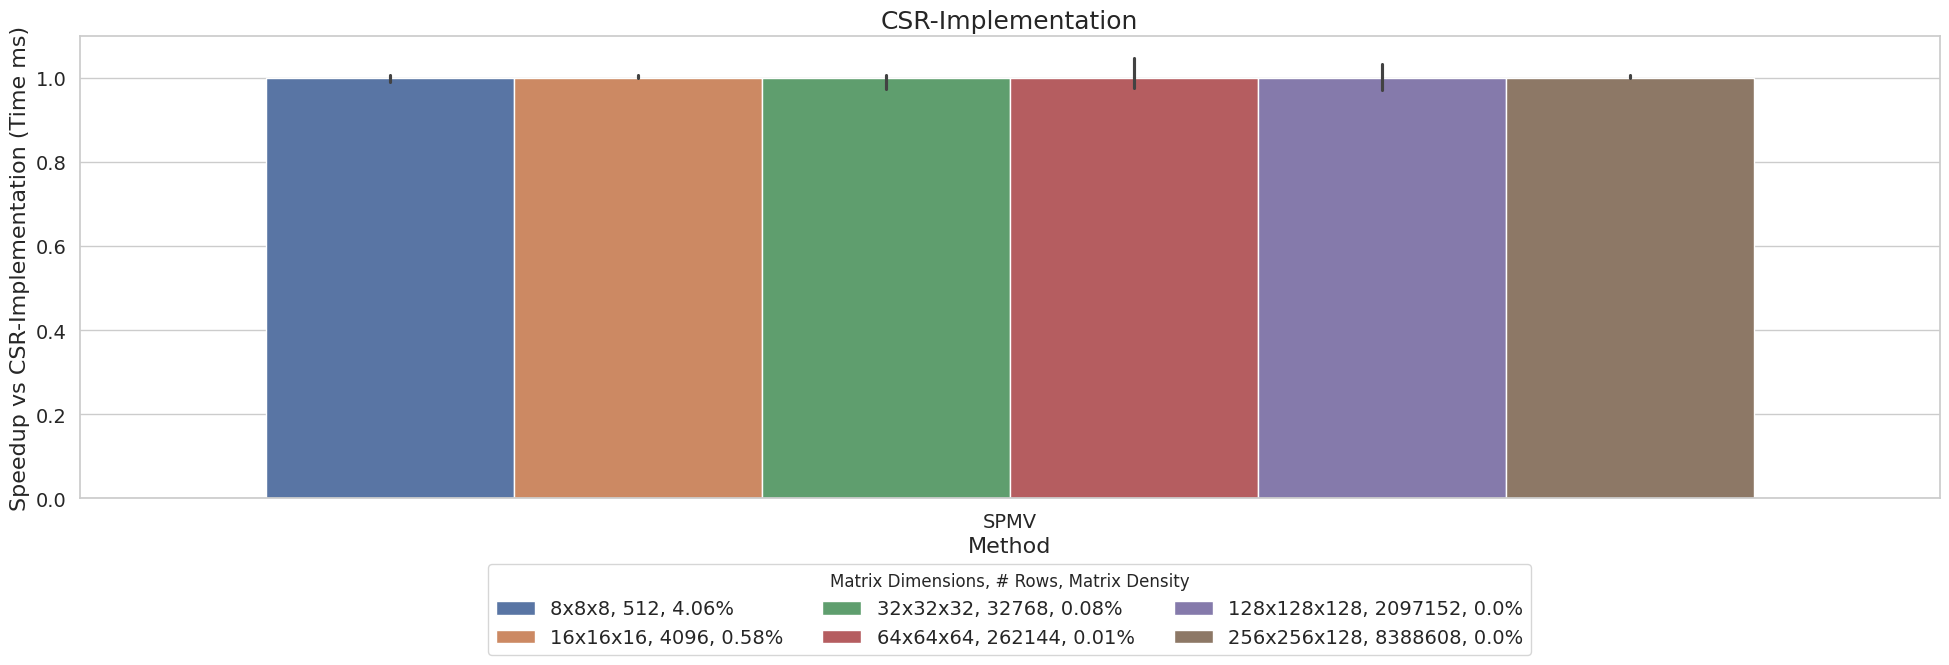 CSR-Implementation
Speedup vs CSR-Implementation (Time ms)
1.0
0.8
0.6
0.4
0.2
0.0
SPMV
Method
Matrix Dimensions, # Rows, Matrix Density
8x8x8, 512, 4.06%
16x16x16, 4096, 0.58%
32x32x32, 32768, 0.08%
64x64x64, 262144, 0.01%
128x128x128, 2097152, 0.0%
256x256x128, 8388608, 0.0%